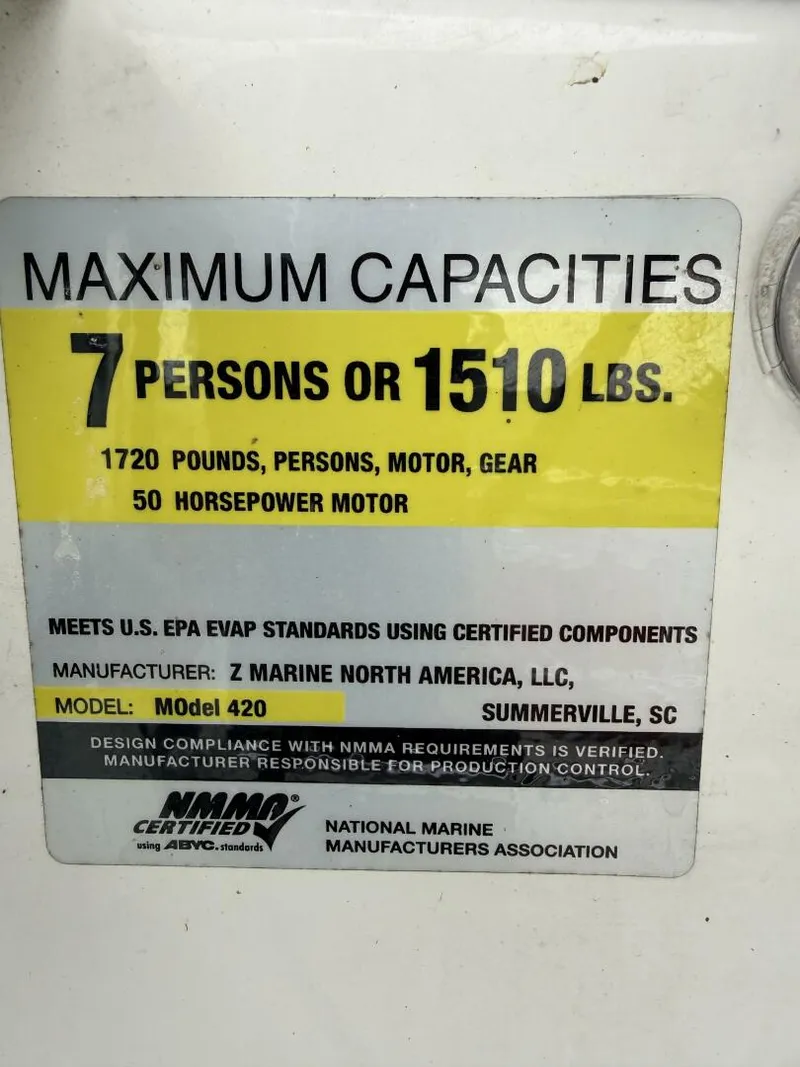 MAXIMUM CAPACITIES
7 PERSONS OR 1510 LBS.
1720 POUNDS, PERSONS, MOTOR, GEAR
50 HORSEPOWER MOTOR
MEETS U.S. EPA EVAP STANDARDS USING CERTIFIED COMPONENTS
MANUFACTURER: Z MARINE NORTH AMERICA, LLC,
MODEL: MOdel 420 SUMMERVILLE, SC
DESIGN COMPLIANCE WITH NMMA REQUIREMENTS IS VERIFIED.
MANUFACTURER RESPONSIBLE FOR PRODUCTION CONTROL.
NMMA®
CERTIFIED
using ABYC. standards
NATIONAL MARINE
MANUFACTURERS ASSOCIATION